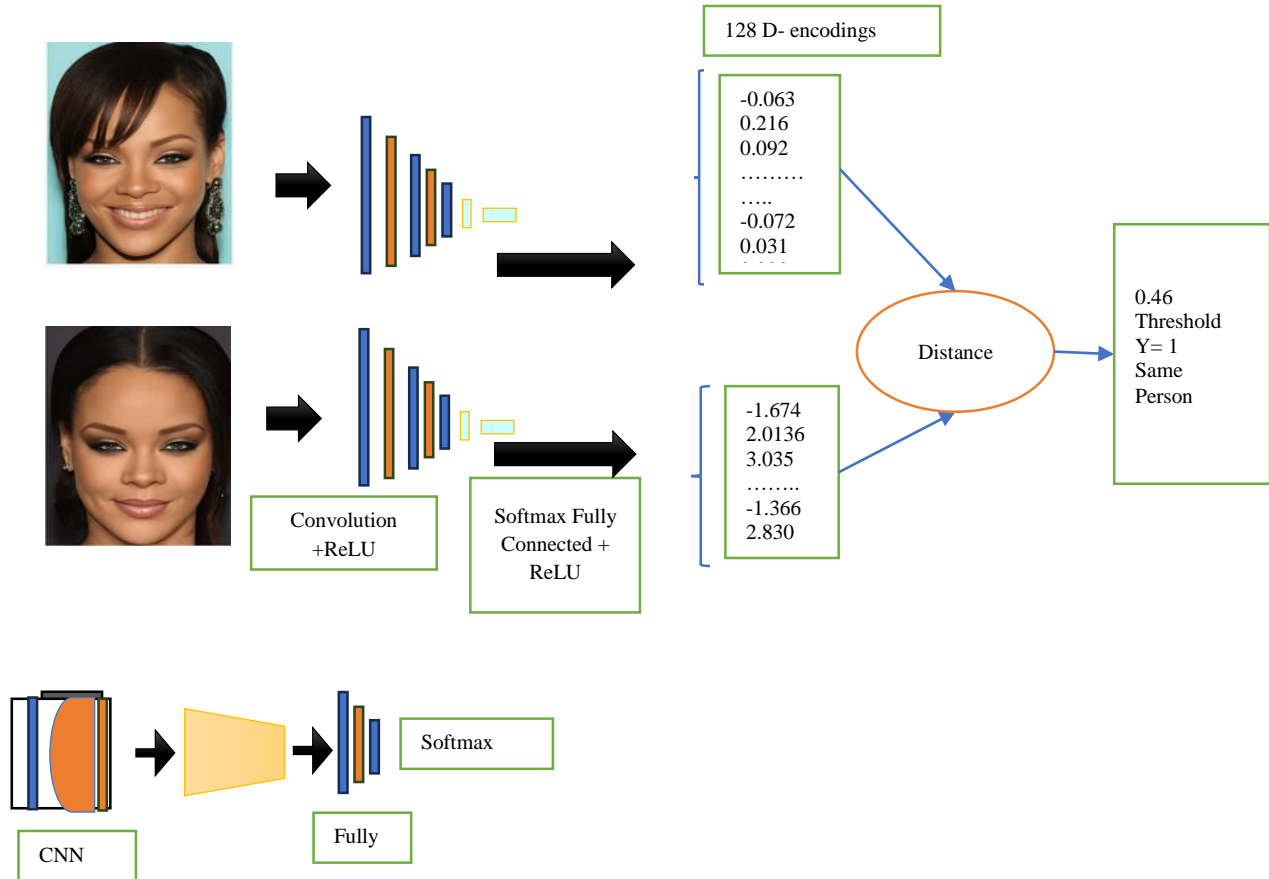 128 D- encodings
-0.063
0.216
0.092
………
…..
-0.072
0.031
-1.674
2.0136
3.035
……..
-1.366
2.830
Distance
0.46
Threshold
Y= 1
Same
Person
Convolution
+ReLU
Softmax Fully
Connected +
ReLU
Softmax
Fully
CNN